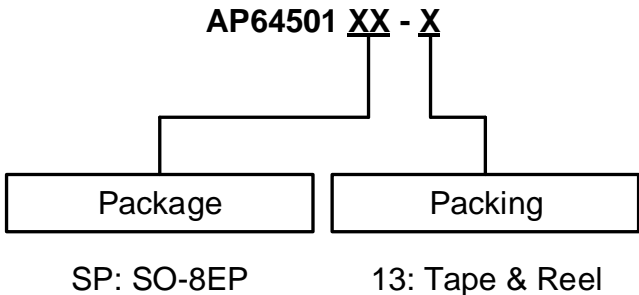 AP64501 XX - X
Package
Packing
SP: SO-8EP
13: Tape & Reel